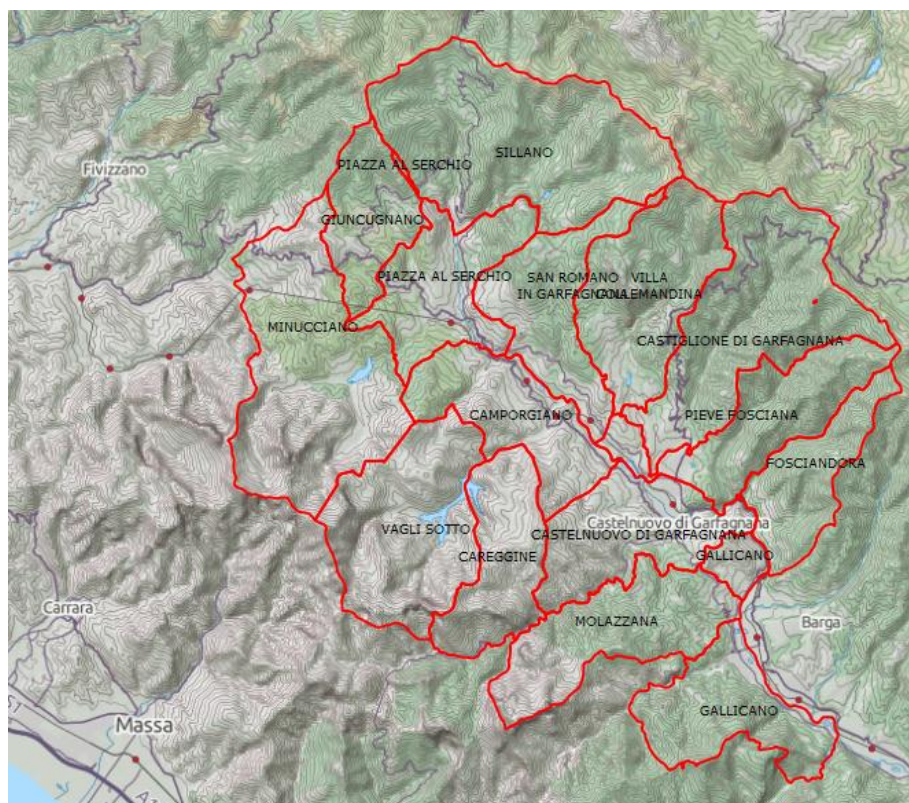 SILLANO
PIAZZA AL SERCHIO
Fivizzano
GIUNCUGNANO
PIAZZA AL SERCHIO
SAN ROMANO
IN GARFAGNANA
VILLA
COLLEMANDINA
MINUCCIANO
CASTIGLIONE DI GARFAGNANA
CAMPORGIANO
PIEVE FOSCIANA
FOSCIANDORA
VAGLI SOTTO
Castelnuovo di Garfagnana
CASTELNUOVO DI GARFAGNANA
CAREGGINE
GALLICANO
Carrara
MOLAZZANA
Barga
GALLICANO
Massa